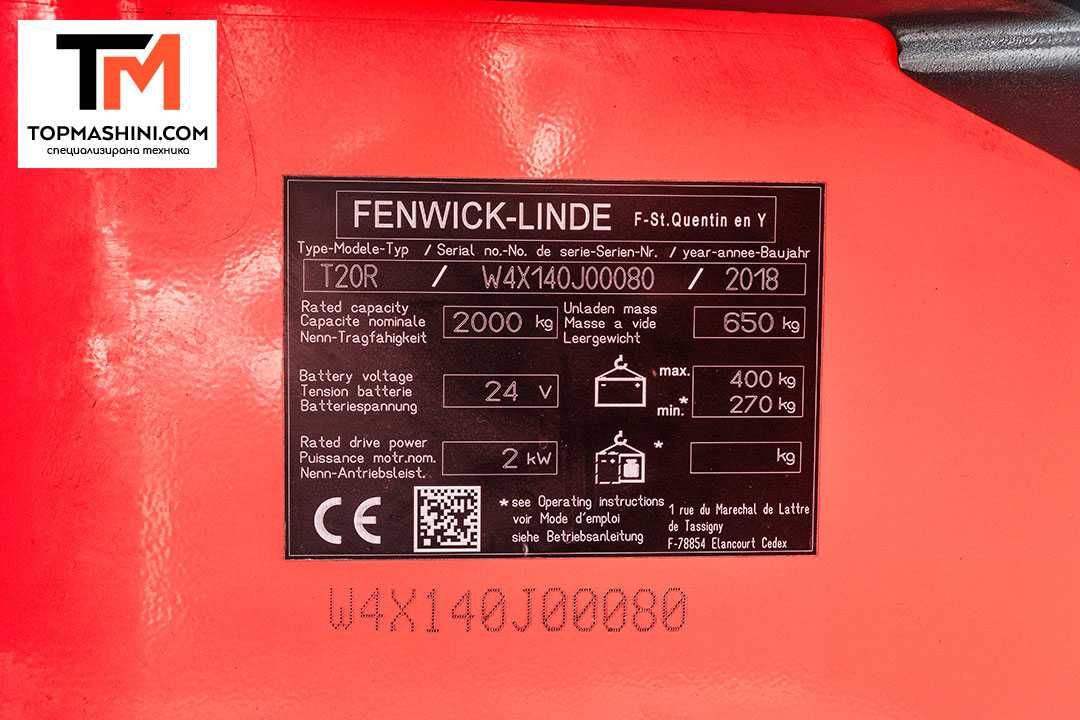 TM
TOPMASHINI.COM
специализирана техника
FENWICK-LINDE F-St.Quentin en Y
Type-Modele-Typ / Serial no.-No. de serie-Serien-Nr. / year-annee-Baujahr
T20R / W4X140J00080 / 2018
Rated capacity
Capacite nominale
Nenn-Tragfähigkeit
2000 kg
Unladen mass
Masse a vide
Leergewicht
650 kg
Battery voltage
Tension batterie
Batteriespannung
24 V
max. 400 kg
min.* 270 kg
Rated drive power
Puissance motr.nom.
Nenn-Antriebsleist.
2 kW
* kg
CE
* see Operating instructions
voir Mode d'emploi
siehe Betriebsanleitung
1 rue du Marechal de Lattre
de Tassigny
F-78854 Elancourt Cedex
W4X140J00080